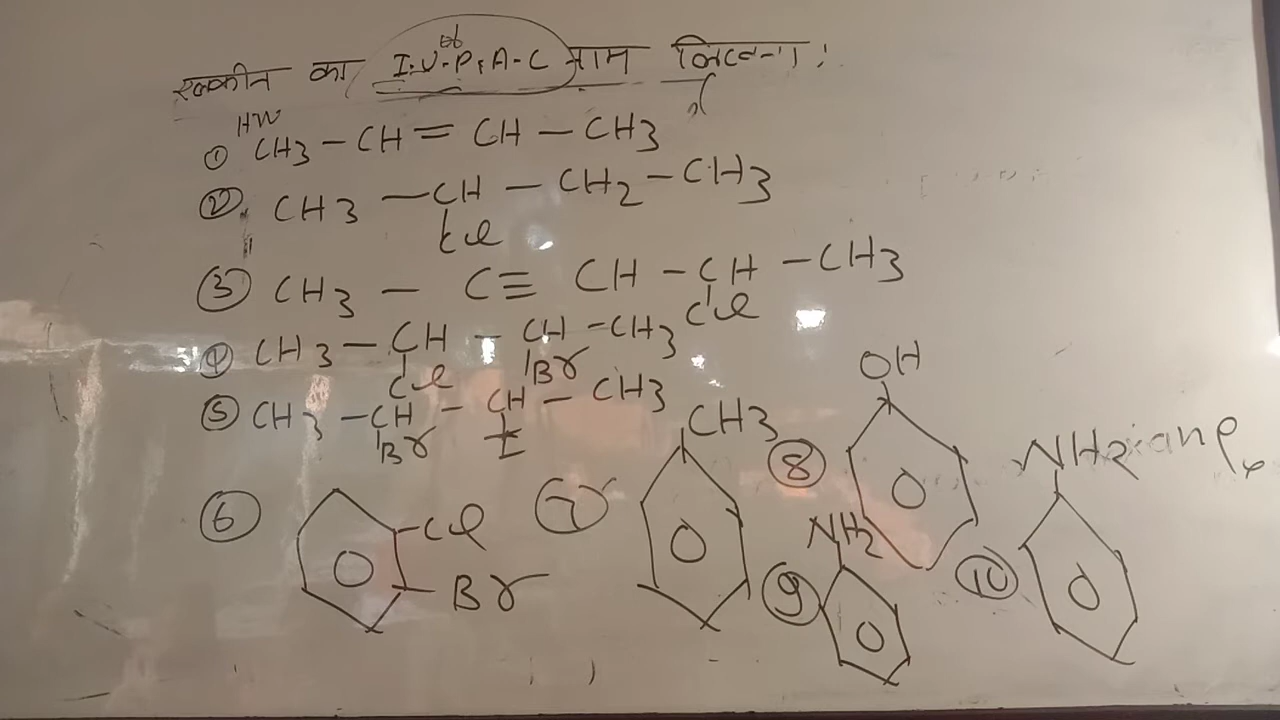 एल्कीन का I.U.P.A-C नाम लिखना।
HW
① CH3 - CH = CH - CH3
② CH3 - CH - CH2 - CH3
Cl
③ CH3 - C ≡ CH - CH - CH3
Cl
④ CH3 - CH - CH - CH3
Cl Br
⑤ CH3 - CH - CH - CH3
Br I
⑥ Cl
Br
⑦ CH3
⑧ OH
⑨ NH2
⑩ NH2